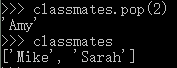 >>> classmates.pop(2)
'Amy'
>>> classmates
['Mike', 'Sarah']